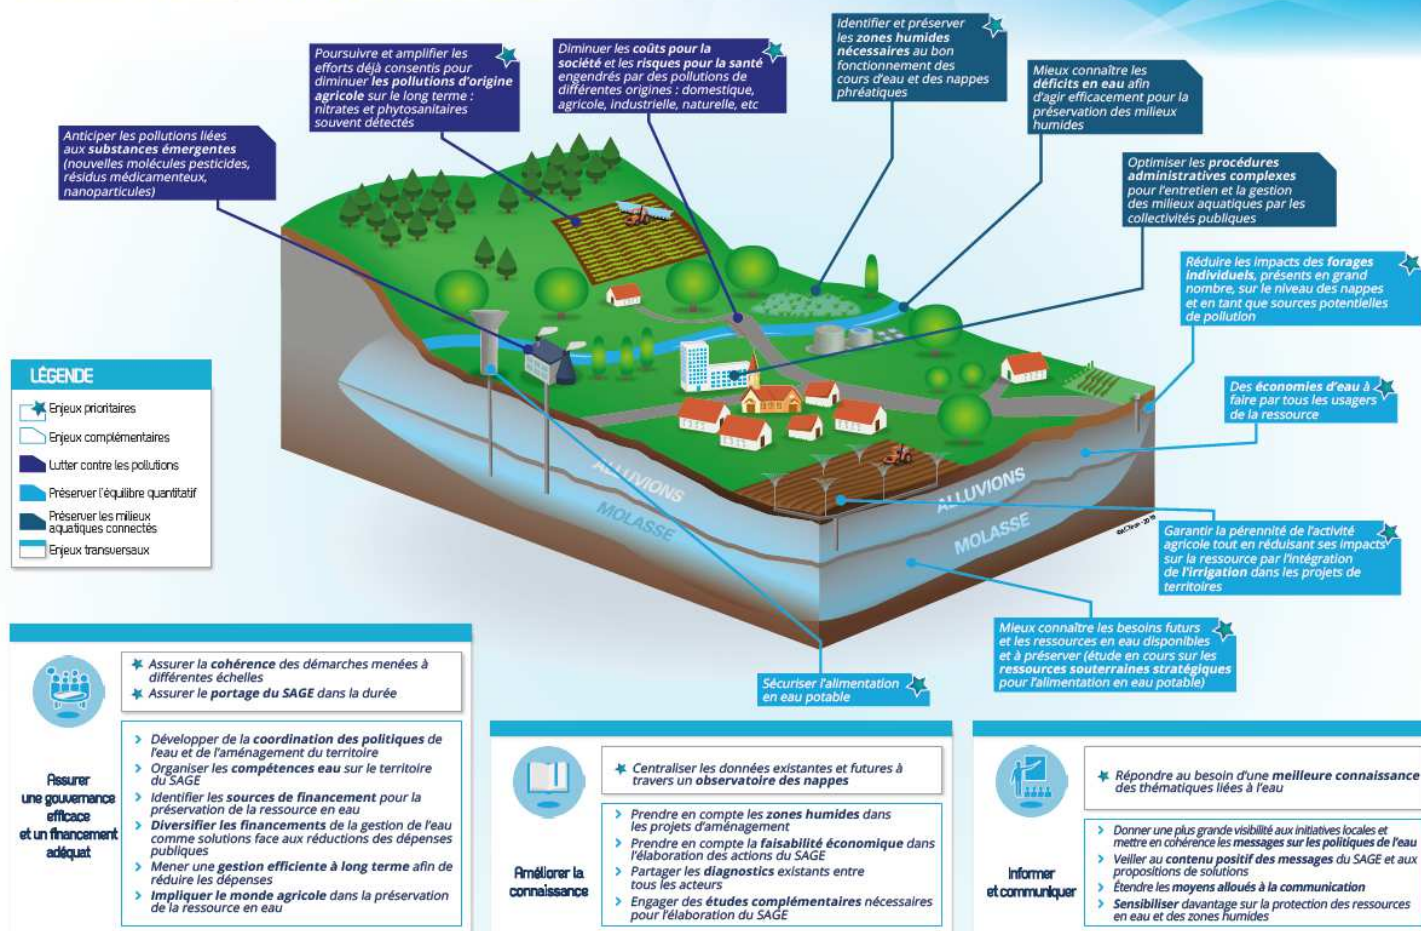 Identifier et préserver
les zones humides
nécessaires au bon
fonctionnement des
cours d'eau et des nappes
phréatiques
Poursuivre et amplifier les
efforts déjà consentis pour
diminuer les pollutions d'origine
agricole sur le long terme :
nitrates et phytosanitaires
souvent détectés
Diminuer les coûts pour la
société et les risques pour la santé
engendrés par des pollutions de
différentes origines : domestique,
agricole, industrielle, naturelle, etc
Mieux connaître les
déficits en eau afin
d'agir efficacement pour la
préservation des milieux
humides
Anticiper les pollutions liées
aux substances émergentes
(nouvelles molécules pesticides,
résidus médicamenteux,
nanoparticules)
Optimiser les procédures
administratives complexes
pour l'entretien et la gestion
des milieux aquatiques par les
collectivités publiques
Réduire les impacts des forages
individuels, présents en grand
nombre, sur le niveau des nappes
et en tant que sources potentielles
de pollution
LÉGENDE
Enjeux prioritaires
Enjeux complémentaires
Lutter contre les pollutions
Préserver l'équilibre quantitatif
Préserver les milieux
aquatiques connectés
Enjeux transversaux
Des économies d'eau à
faire par tous les usagers
de la ressource
ALLUVIONS
MOLASSE
ALLUVIONS
MOLASSE
Garantir la pérennité de l'activité
agricole tout en réduisant ses impacts
sur la ressource par l'intégration
de l'irrigation dans les projets de
territoires
Mieux connaître les besoins futurs
et les ressources en eau disponibles
et à préserver (étude en cours sur les
ressources souterraines stratégiques
pour l'alimentation en eau potable)
Sécuriser l'alimentation
en eau potable
Assurer
une gouvernance
efficace
et un financement
adéquat
Assurer la cohérence des démarches menées à
différentes échelles
Assurer le portage du SAGE dans la durée
> Développer de la coordination des politiques de
l'eau et de l'aménagement du territoire
> Organiser les compétences eau sur le territoire
du SAGE
> Identifier les sources de financement pour la
préservation de la ressource en eau
> Diversifier les financements de la gestion de l'eau
comme solutions face aux réductions des dépenses
publiques
> Mener une gestion efficiente à long terme afin de
réduire les dépenses
> Impliquer le monde agricole dans la préservation
de la ressource en eau
Améliorer la
connaissance
Centraliser les données existantes et futures à
travers un observatoire des nappes
> Prendre en compte les zones humides dans
les projets d'aménagement
> Prendre en compte la faisabilité économique dans
l'élaboration des actions du SAGE
> Partager les diagnostics existants entre
tous les acteurs
> Engager des études complémentaires nécessaires
pour l'élaboration du SAGE
Informer
et communiquer
Répondre au besoin d'une meilleure connaissance
des thématiques liées à l'eau
> Donner une plus grande visibilité aux initiatives locales et
mettre en cohérence les messages sur les politiques de l'eau
> Veiller au contenu positif des messages du SAGE et aux
propositions de solutions
> Étendre les moyens alloués à la communication
> Sensibiliser davantage sur la protection des ressources
en eau et des zones humides